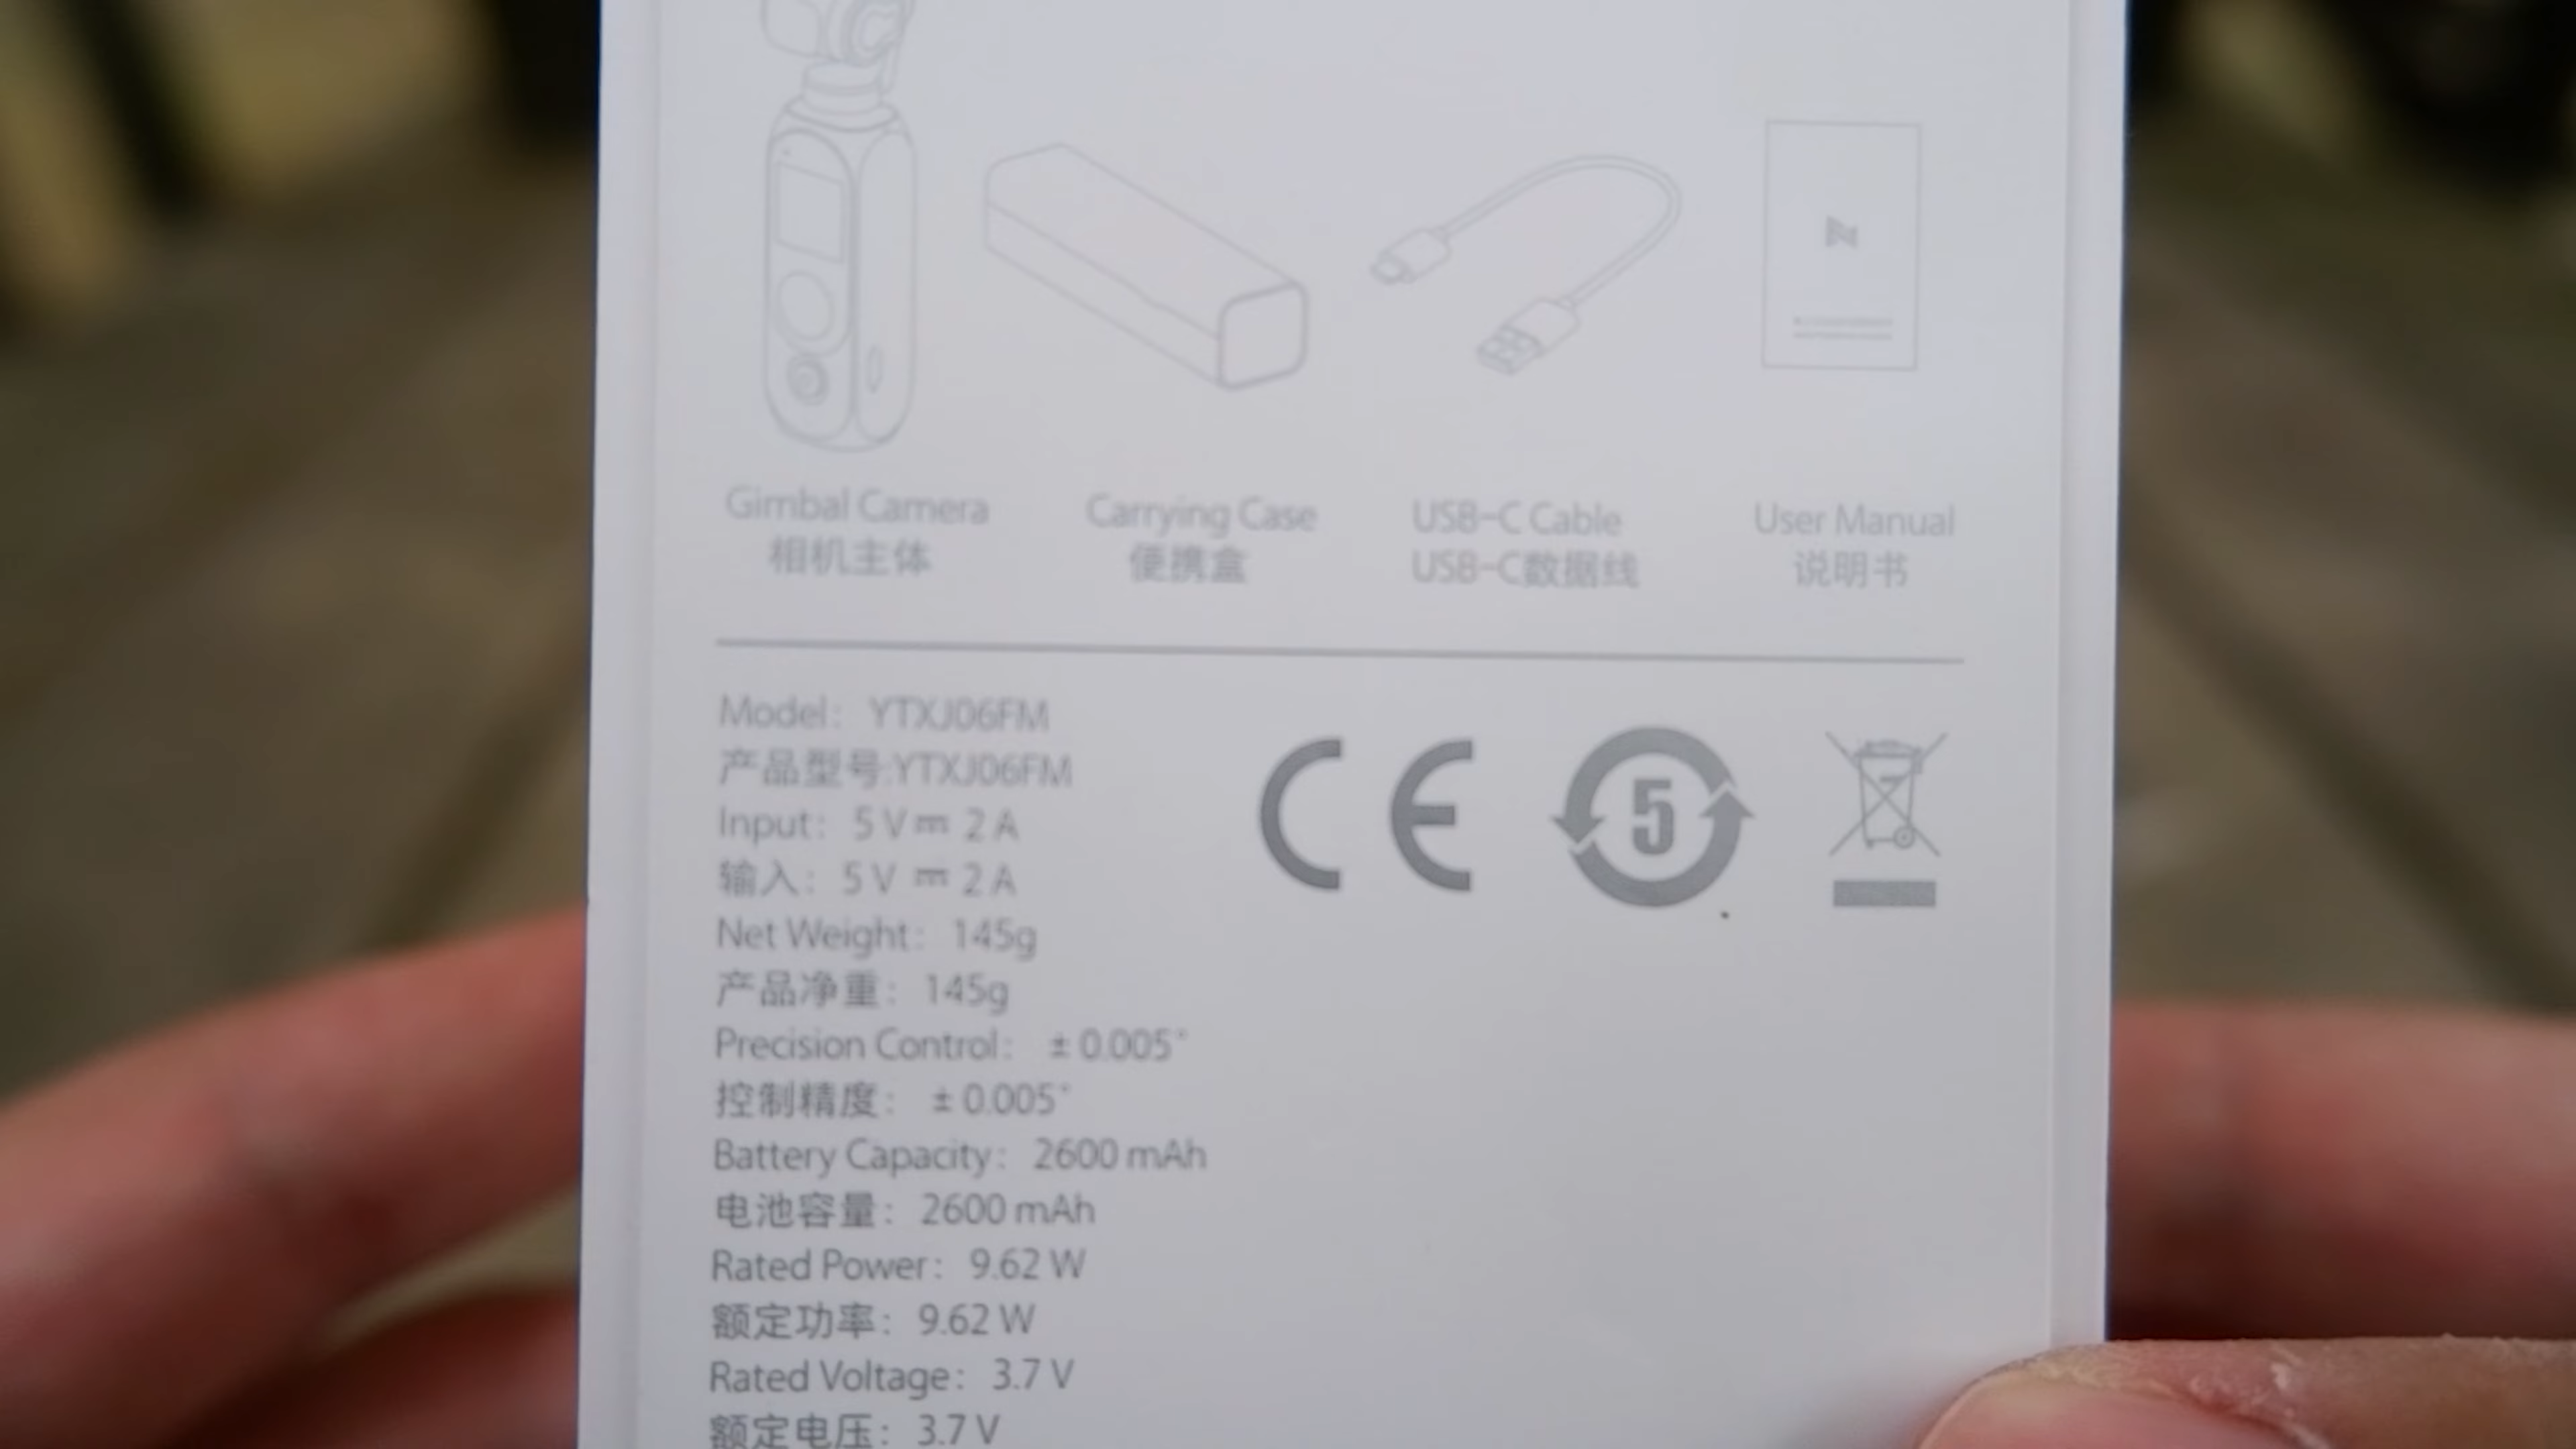 Gimbal Camera
相机主体
Carrying Case
便携盒
USB-C Cable
USB-C数据线
User Manual
说明书
Model: YTXJ06FM
产品型号:YTXJ06FM
Input: 5 V⎓ 2 A
输入: 5 V ⎓ 2 A
Net Weight: 145g
产品净重: 145g
Precision Control: ± 0.005°
控制精度: ± 0.005°
Battery Capacity: 2600 mAh
电池容量: 2600 mAh
Rated Power: 9.62 W
额定功率: 9.62 W
Rated Voltage: 3.7 V
额定电压: 3.7 V
CE
5